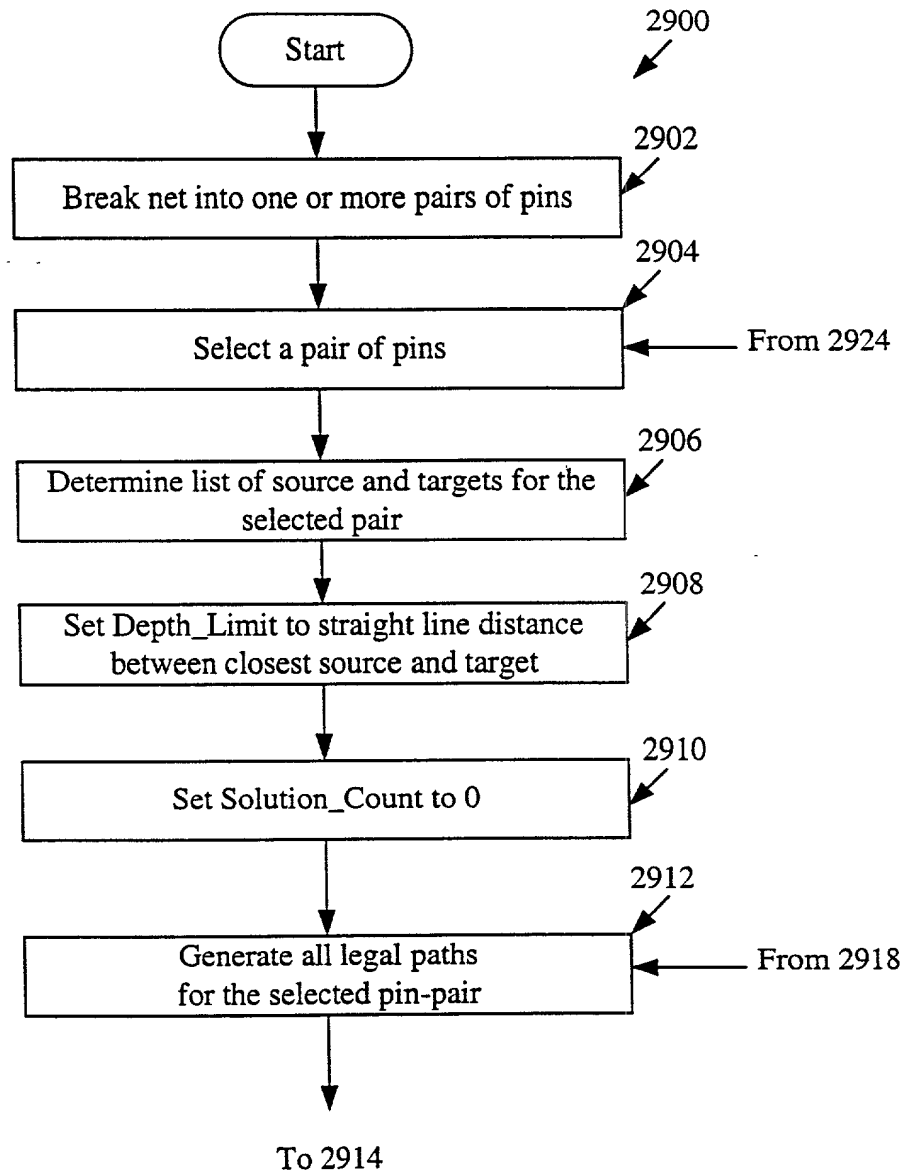 Start
2900
2902
Break net into one or more pairs of pins
2904
Select a pair of pins
From 2924
2906
Determine list of source and targets for the
selected pair
2908
Set Depth_Limit to straight line distance
between closest source and target
2910
Set Solution_Count to 0
2912
Generate all legal paths
for the selected pin-pair
From 2918
To 2914